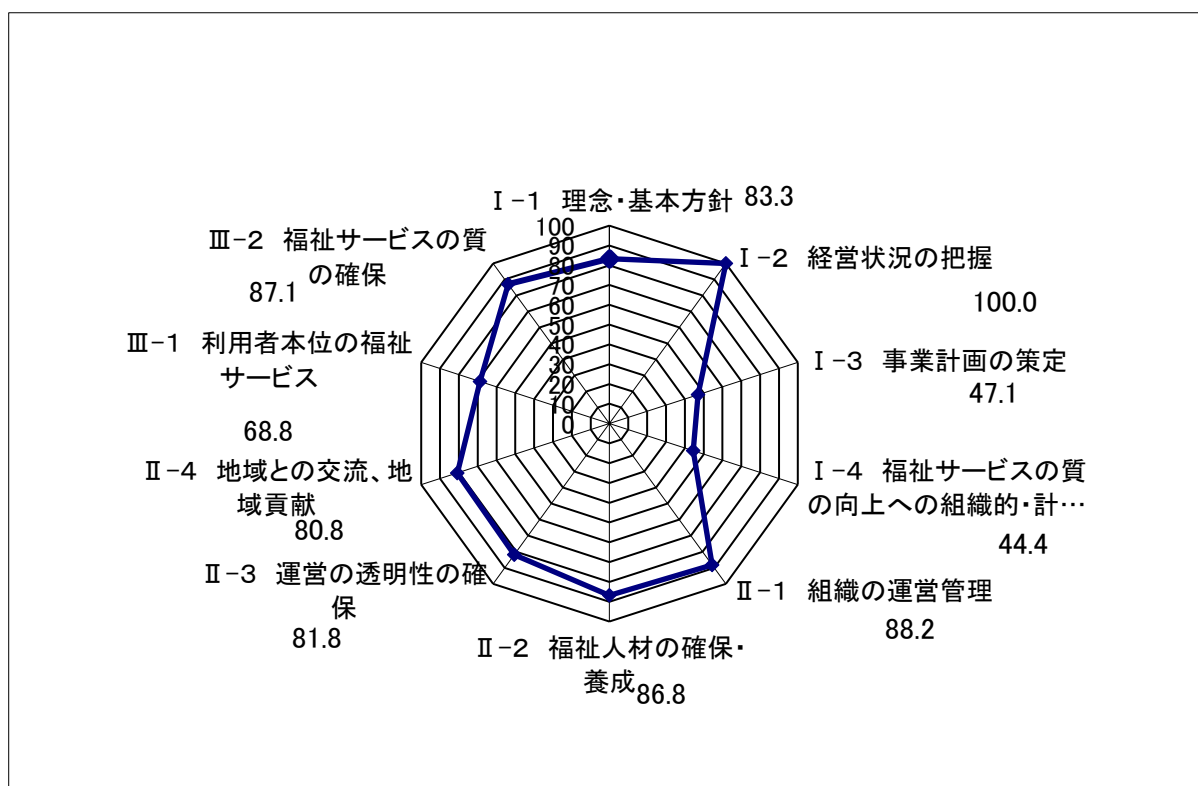 Ⅰ-1 理念・基本方針 83.3
Ⅰ-2 経営状況の把握
100.0
Ⅰ-3 事業計画の策定
47.1
Ⅰ-4 福祉サービスの質
の向上への組織的・計…
44.4
Ⅱ-1 組織の運営管理
88.2
Ⅱ-2 福祉人材の確保・
養成
86.8
Ⅱ-3 運営の透明性の確
保
81.8
Ⅱ-4 地域との交流、地
域貢献
80.8
Ⅲ-1 利用者本位の福祉
サービス
68.8
Ⅲ-2 福祉サービスの質
の確保
87.1
100
90
80
70
60
50
40
30
20
10
0